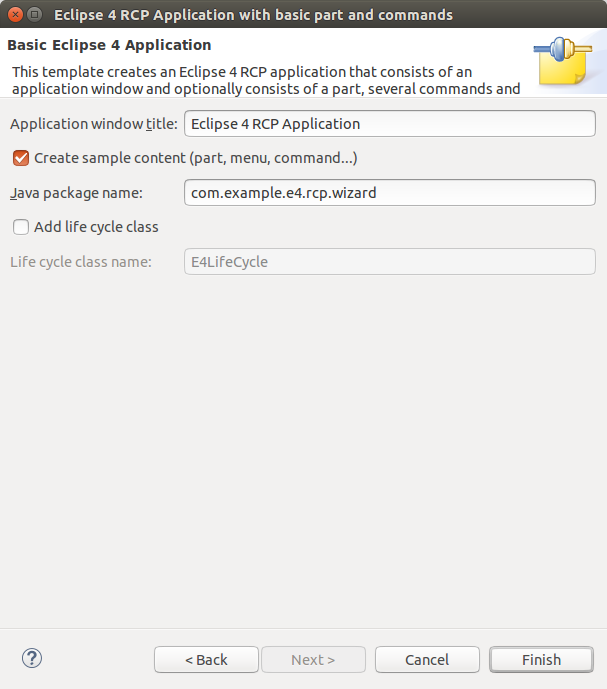 Eclipse 4 RCP Application with basic part and commands
Basic Eclipse 4 Application
This template creates an Eclipse 4 RCP application that consists of an
application window and optionally consists of a part, several commands and
Application window title: Eclipse 4 RCP Application
Create sample content (part, menu, command...)
Java package name: com.example.e4.rcp.wizard
Add life cycle class
Life cycle class name: E4LifeCycle
? < Back Next > Cancel Finish